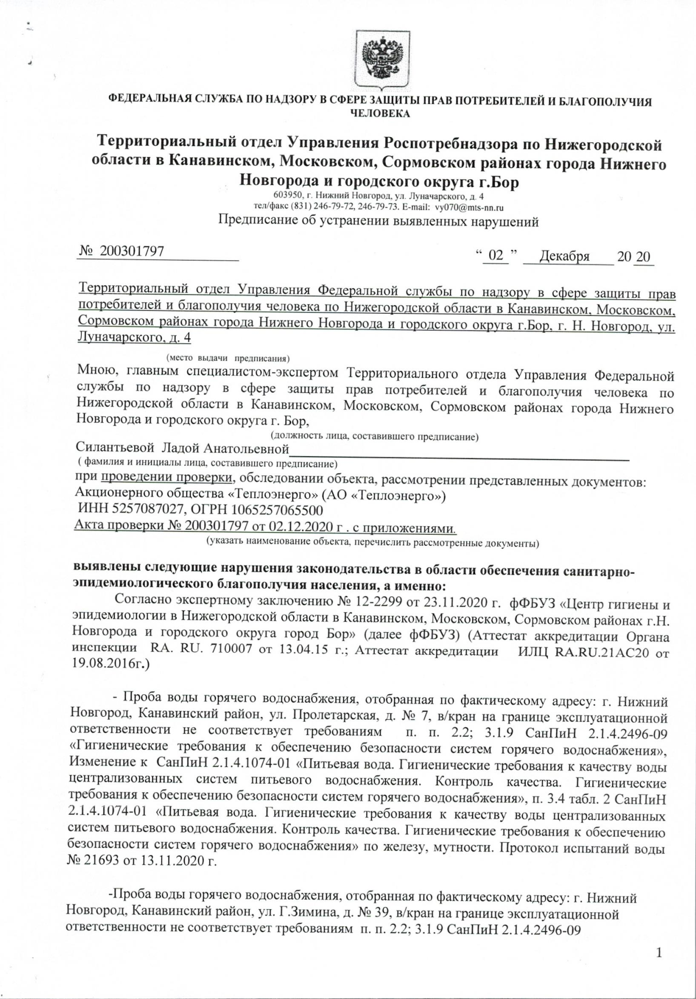 ФЕДЕРАЛЬНАЯ СЛУЖБА ПО НАДЗОРУ В СФЕРЕ ЗАЩИТЫ ПРАВ ПОТРЕБИТЕЛЕЙ И БЛАГОПОЛУЧИЯ
ЧЕЛОВЕКА
Территориальный отдел Управления Роспотребнадзора по Нижегородской
области в Канавинском, Московском, Сормовском районах города Нижнего
Новгорода и городского округа г.Бор
603950, г. Нижний Новгород, ул. Луначарского, д. 4
тел/факс (831) 246-79-72, 246-79-73. E-mail: vy070@mts-nn.ru
Предписание об устранении выявленных нарушений
№ 200301797 “ 02 ” Декабря 20 20
Территориальный отдел Управления Федеральной службы по надзору в сфере защиты прав
потребителей и благополучия человека по Нижегородской области в Канавинском, Московском,
Сормовском районах города Нижнего Новгорода и городского округа г.Бор, г. Н. Новгород, ул.
Луначарского, д. 4
(место выдачи предписания)
Мною, главным специалистом-экспертом Территориального отдела Управления Федеральной
службы по надзору в сфере защиты прав потребителей и благополучия человека по
Нижегородской области в Канавинском, Московском, Сормовском районах города Нижнего
Новгорода и городского округа г. Бор,
(должность лица, составившего предписание)
Силантьевой Ладой Анатольевной
( фамилия и инициалы лица, составившего предписание)
при проведении проверки, обследовании объекта, рассмотрении представленных документов:
Акционерного общества «Теплоэнерго» (АО «Теплоэнерго»)
ИНН 5257087027, ОГРН 1065257065500
Акта проверки № 200301797 от 02.12.2020 г . с приложениями.
(указать наименование объекта, перечислить рассмотренные документы)
выявлены следующие нарушения законодательства в области обеспечения санитарно-
эпидемиологического благополучия населения, а именно:
Согласно экспертному заключению № 12-2299 от 23.11.2020 г. фФБУЗ «Центр гигиены и
эпидемиологии в Нижегородской области в Канавинском, Московском, Сормовском районах г.Н.
Новгорода и городского округа город Бор» (далее фФБУЗ) (Аттестат аккредитации Органа
инспекции RA. RU. 710007 от 13.04.15 г.; Аттестат аккредитации ИЛЦ RA.RU.21АС20 от
19.08.2016г.)
- Проба воды горячего водоснабжения, отобранная по фактическому адресу: г. Нижний
Новгород, Канавинский район, ул. Пролетарская, д. № 7, в/кран на границе эксплуатационной
ответственности не соответствует требованиям п. п. 2.2; 3.1.9 СанПиН 2.1.4.2496-09
«Гигиенические требования к обеспечению безопасности систем горячего водоснабжения»,
Изменение к СанПиН 2.1.4.1074-01 «Питьевая вода. Гигиенические требования к качеству воды
централизованных систем питьевого водоснабжения. Контроль качества. Гигиенические
требования к обеспечению безопасности систем горячего водоснабжения», п. 3.4 табл. 2 СанПиН
2.1.4.1074-01 «Питьевая вода. Гигиенические требования к качеству воды централизованных
систем питьевого водоснабжения. Контроль качества. Гигиенические требования к обеспечению
безопасности систем горячего водоснабжения» по железу, мутности. Протокол испытаний воды
№ 21693 от 13.11.2020 г.
-Проба воды горячего водоснабжения, отобранная по фактическому адресу: г. Нижний
Новгород, Канавинский район, ул. Г.Зимина, д. № 39, в/кран на границе эксплуатационной
ответственности не соответствует требованиям п. п. 2.2; 3.1.9 СанПиН 2.1.4.2496-09
1